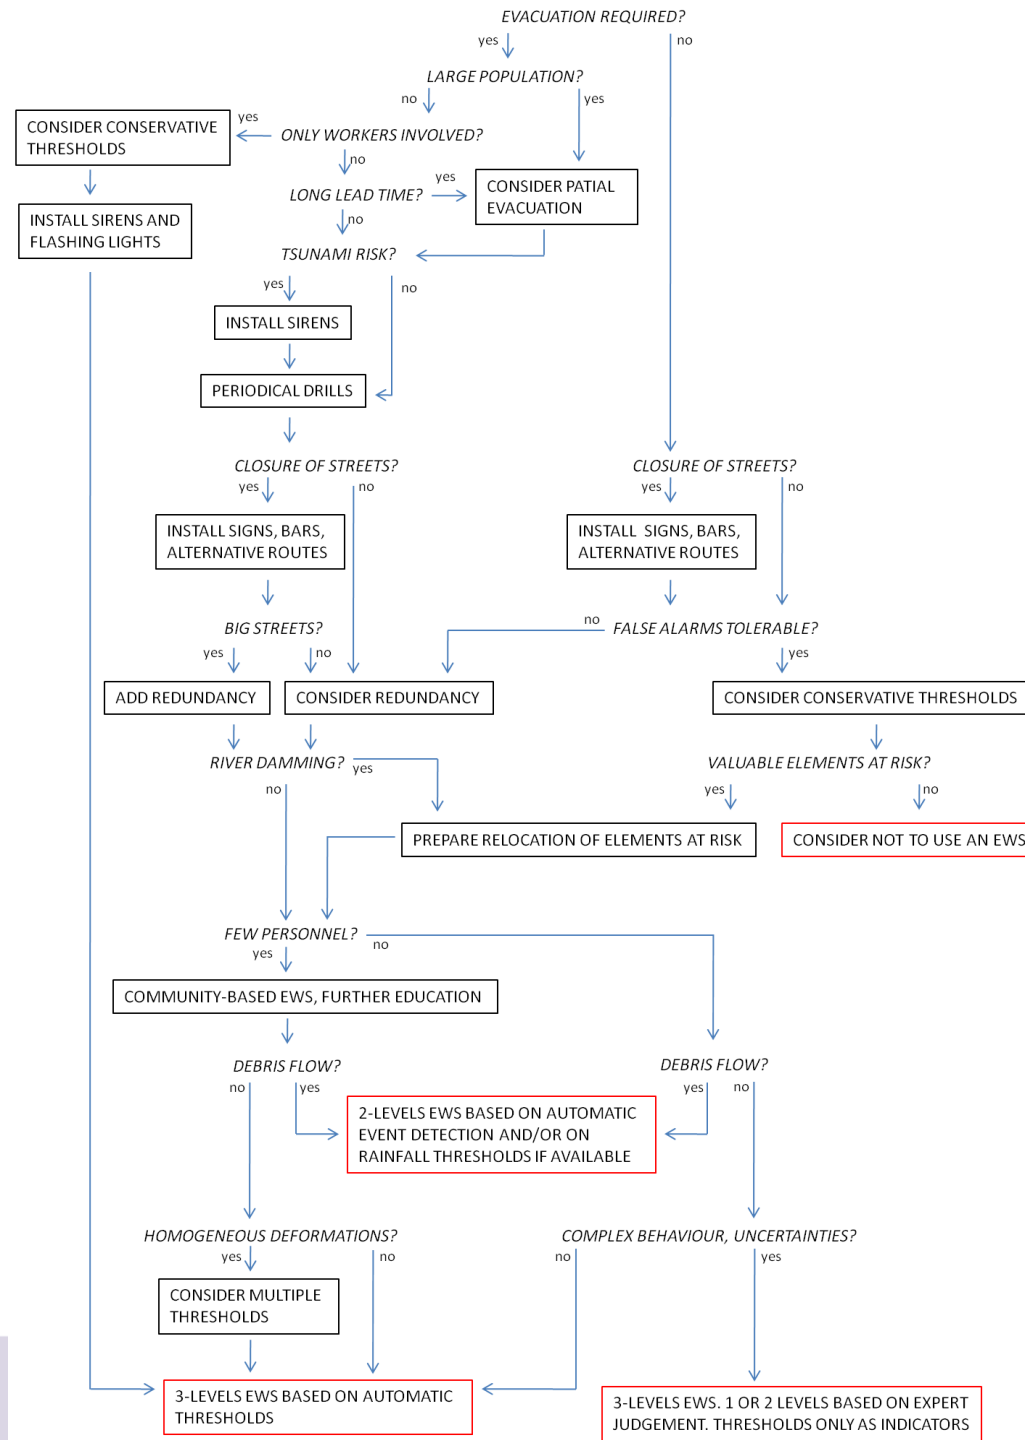 EVACUATION REQUIRED?
yes
no
LARGE POPULATION?
no
yes
CONSIDER CONSERVATIVE
THRESHOLDS
yes
ONLY WORKERS INVOLVED?
no
LONG LEAD TIME?
yes
CONSIDER PATIAL
EVACUATION
INSTALL SIRENS AND
FLASHING LIGHTS
no
TSUNAMI RISK?
yes
no
INSTALL SIRENS
PERIODICAL DRILLS
CLOSURE OF STREETS?
yes
no
CLOSURE OF STREETS?
yes
no
INSTALL SIGNS, BARS,
ALTERNATIVE ROUTES
INSTALL SIGNS, BARS,
ALTERNATIVE ROUTES
BIG STREETS?
yes
no
no
FALSE ALARMS TOLERABLE?
yes
ADD REDUNDANCY
CONSIDER REDUNDANCY
CONSIDER CONSERVATIVE THRESHOLDS
RIVER DAMMING?
yes
no
VALUABLE ELEMENTS AT RISK?
yes
no
PREPARE RELOCATION OF ELEMENTS AT RISK
CONSIDER NOT TO USE AN EWS
FEW PERSONNEL?
yes
no
COMMUNITY-BASED EWS, FURTHER EDUCATION
DEBRIS FLOW?
no
yes
DEBRIS FLOW?
yes
no
2-LEVELS EWS BASED ON AUTOMATIC
EVENT DETECTION AND/OR ON
RAINFALL THRESHOLDS IF AVAILABLE
HOMOGENEOUS DEFORMATIONS?
yes
no
COMPLEX BEHAVIOUR, UNCERTAINTIES?
no
yes
CONSIDER MULTIPLE
THRESHOLDS
3-LEVELS EWS BASED ON AUTOMATIC
THRESHOLDS
3-LEVELS EWS. 1 OR 2 LEVELS BASED ON EXPERT
JUDGEMENT. THRESHOLDS ONLY AS INDICATORS